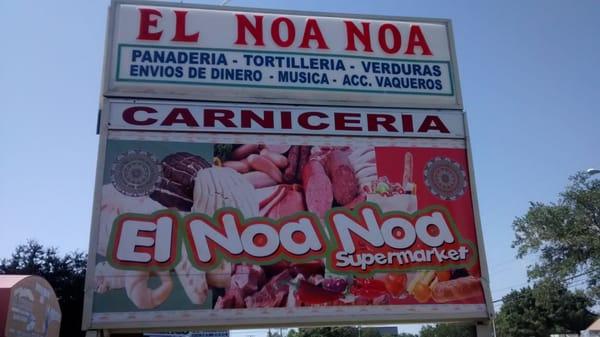 EL NOA NOA
PANADERIA - TORTILLERIA - VERDURAS
ENVIOS DE DINERO - MUSICA - ACC. VAQUEROS
CARNICERIA
El Noa Noa
Supermarket